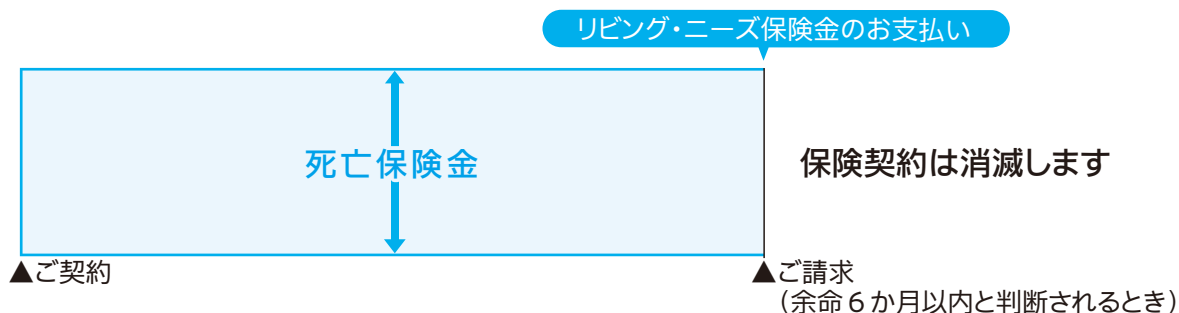 リビング・ニーズ保険金のお支払い
死亡保険金
保険契約は消滅します
▲ご契約
▲ご請求
（余命6か月以内と判断されるとき）